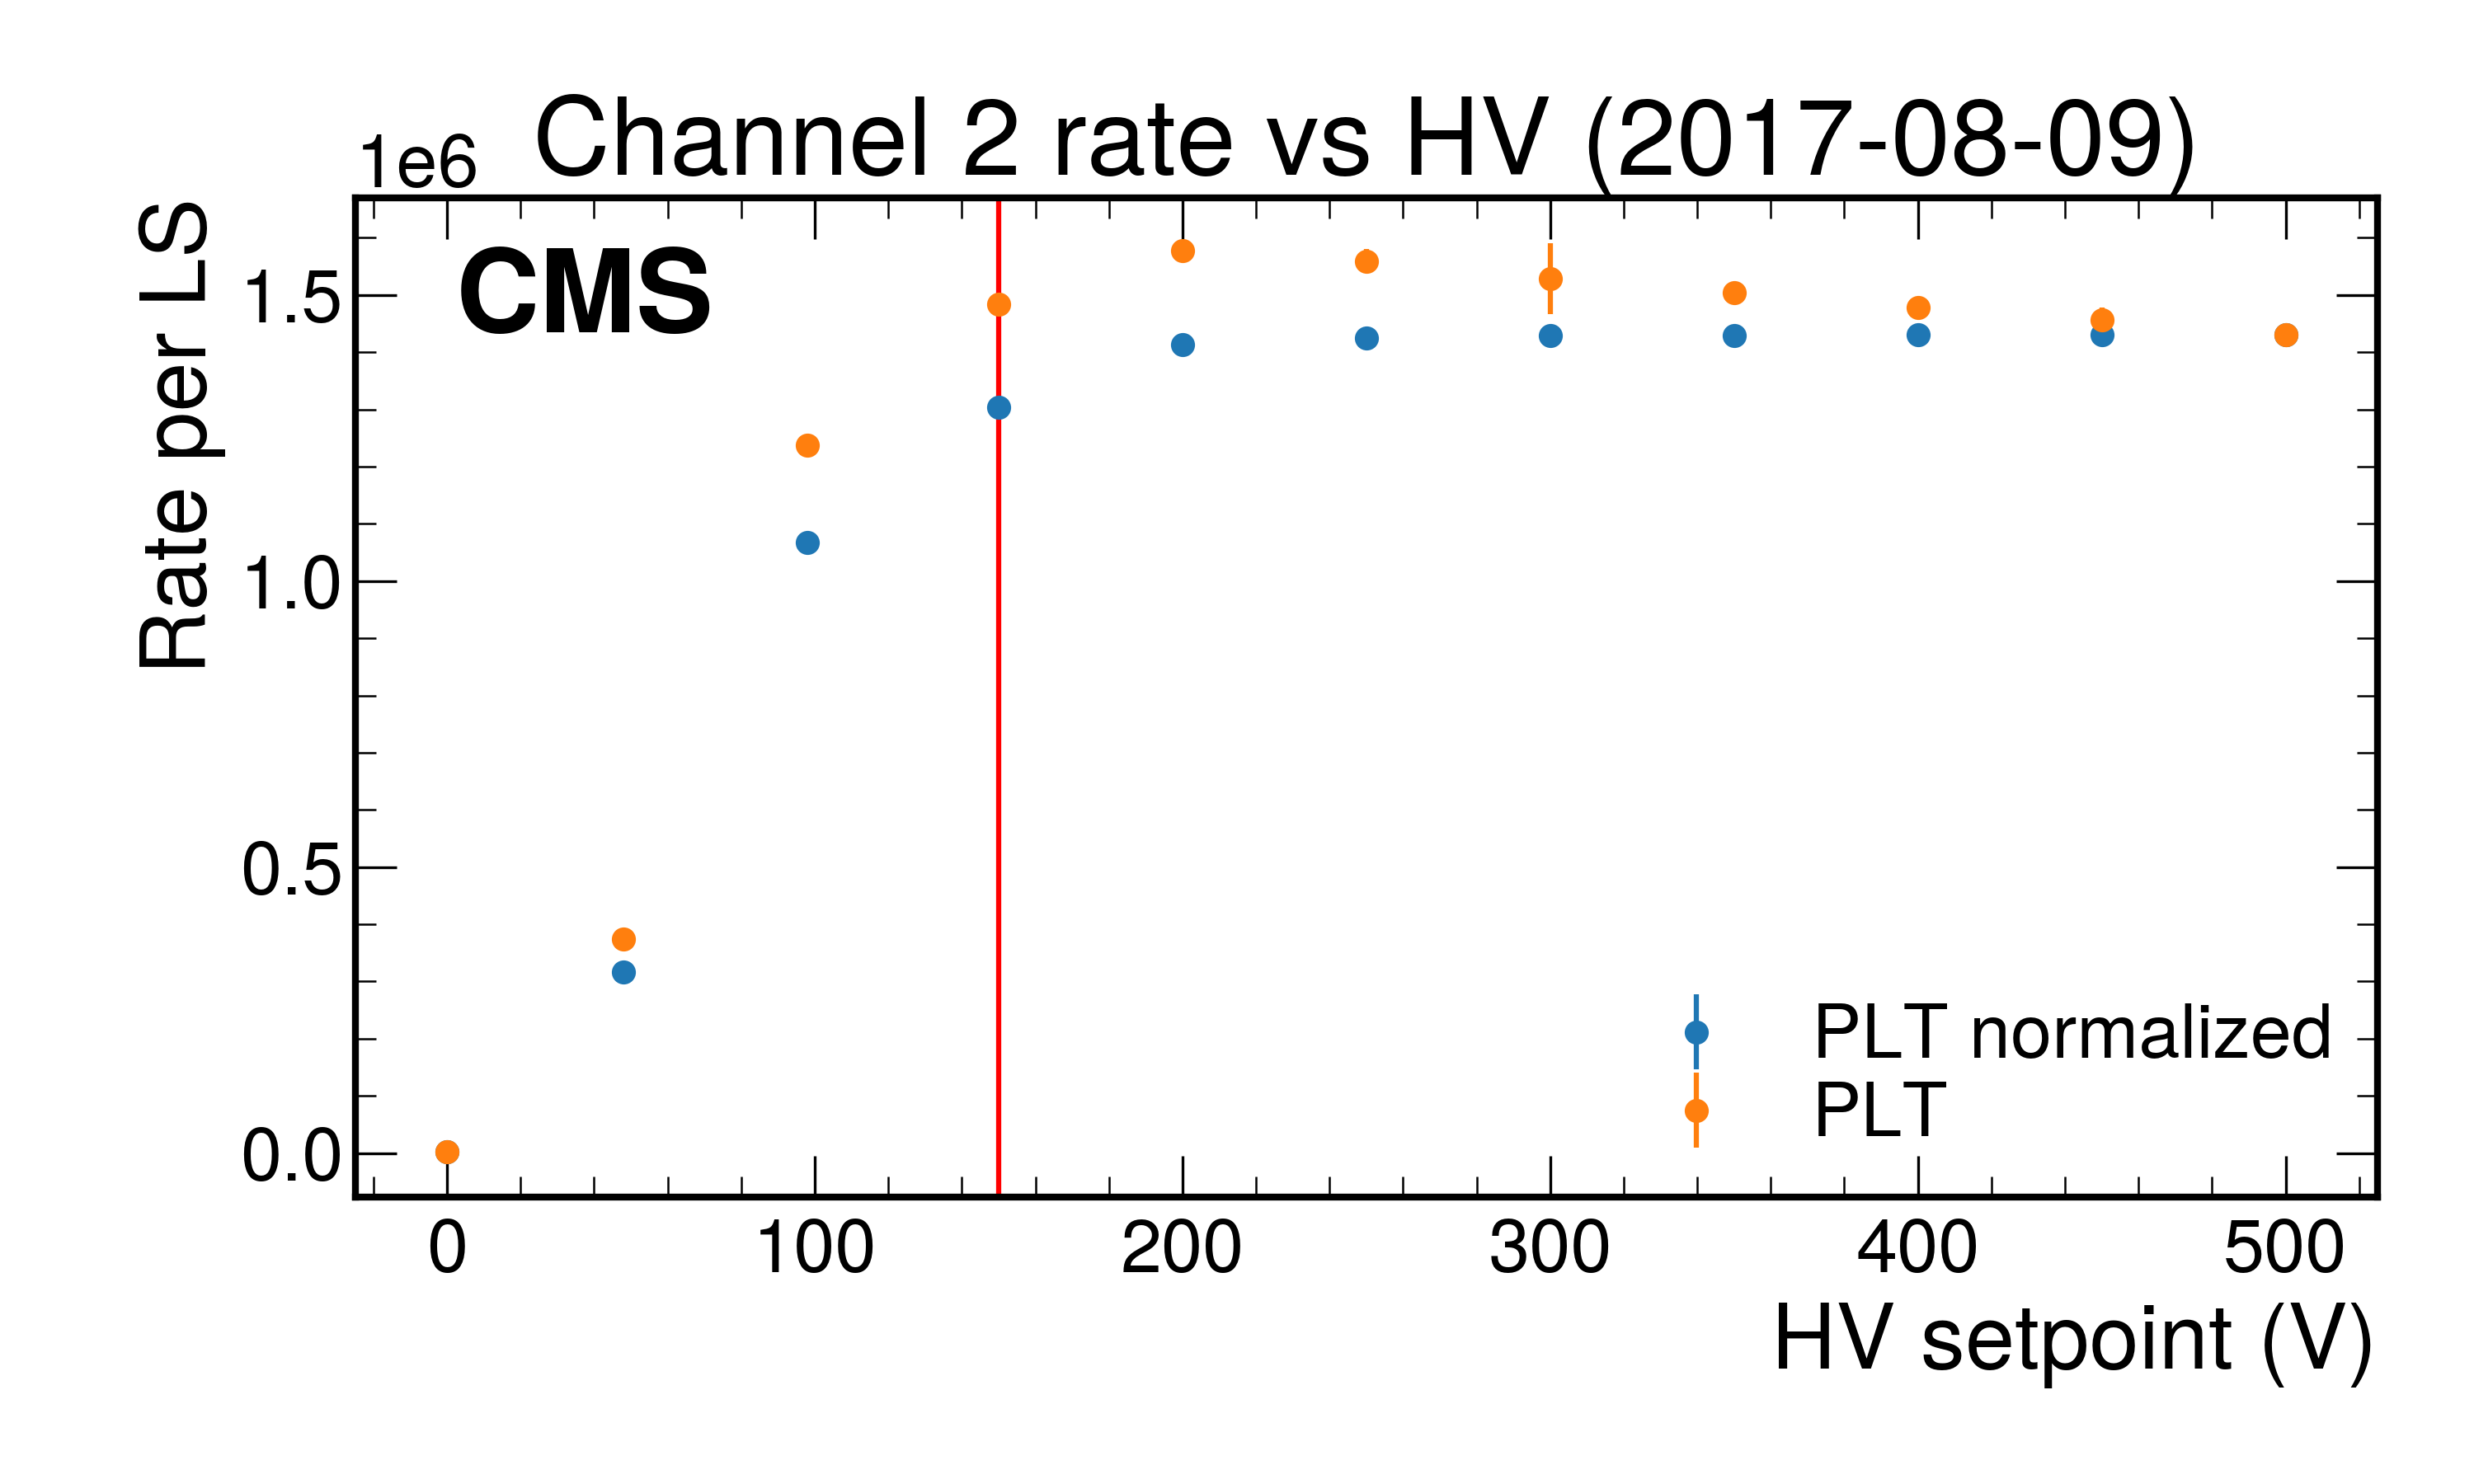 Channel 2 rate vs HV (2017-08-09)
1e6
CMS
Rate per LS
1.5
1.0
0.5
0.0
PLT normalized
PLT
0 100 200 300 400 500
HV setpoint (V)